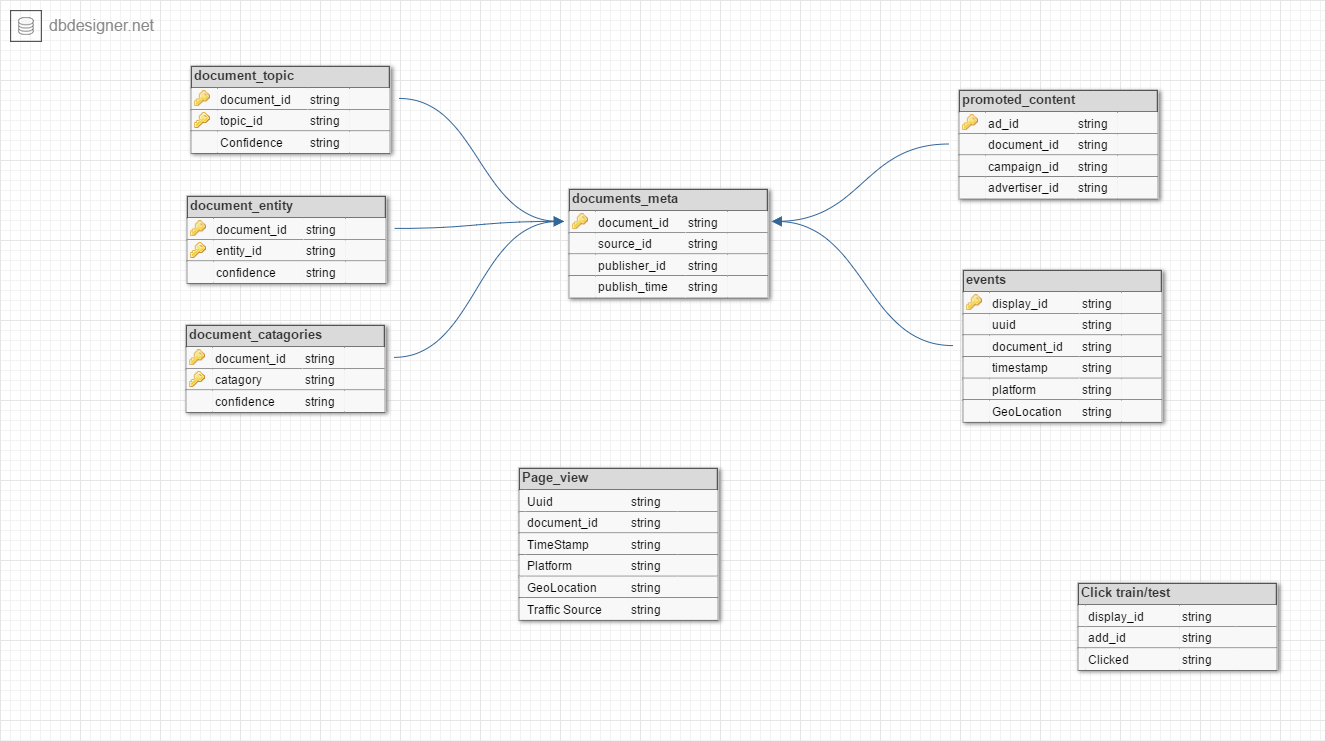 dbdesigner.net
document_topic
document_id string
topic_id string
Confidence string
document_entity
document_id string
entity_id string
confidence string
document_catagories
document_id string
catagory string
confidence string
documents_meta
document_id string
source_id string
publisher_id string
publish_time string
promoted_content
ad_id string
document_id string
campaign_id string
advertiser_id string
events
display_id string
uuid string
document_id string
timestamp string
platform string
GeoLocation string
Page_view
Uuid string
document_id string
TimeStamp string
Platform string
GeoLocation string
Traffic Source string
Click train/test
display_id string
add_id string
Clicked string